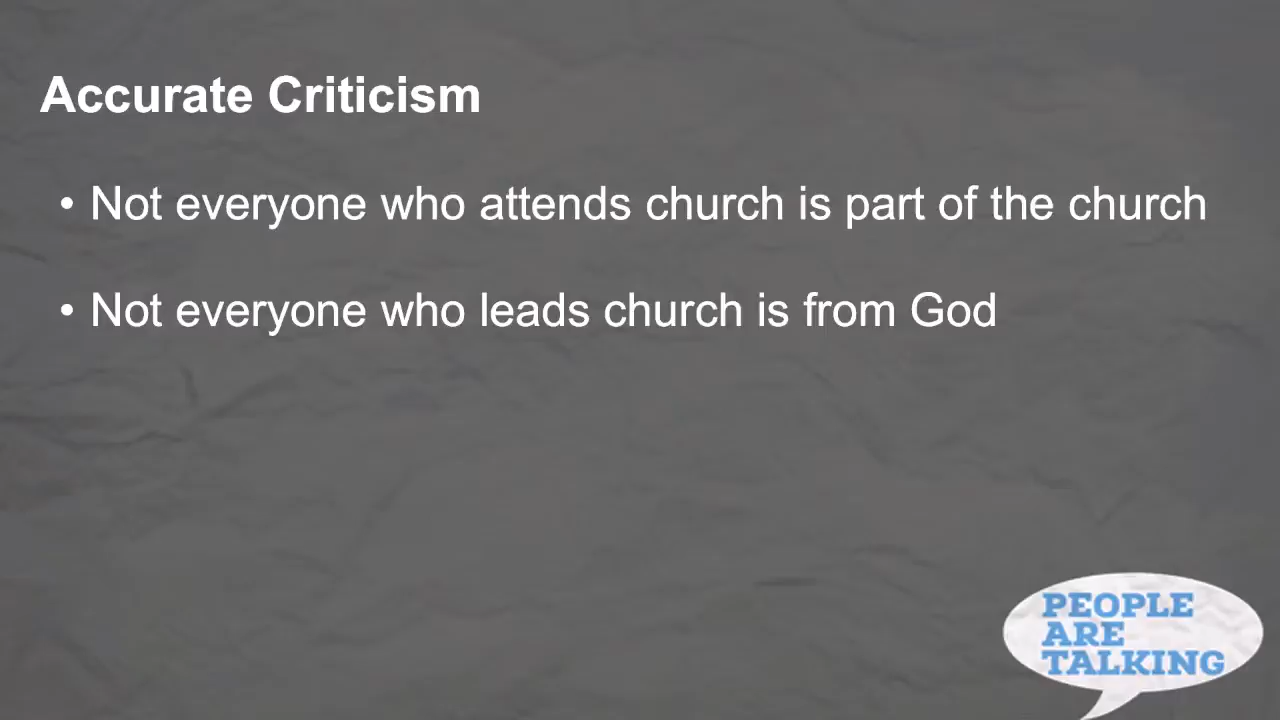 Accurate Criticism
• Not everyone who attends church is part of the church
• Not everyone who leads church is from God
PEOPLE
ARE
TALKING